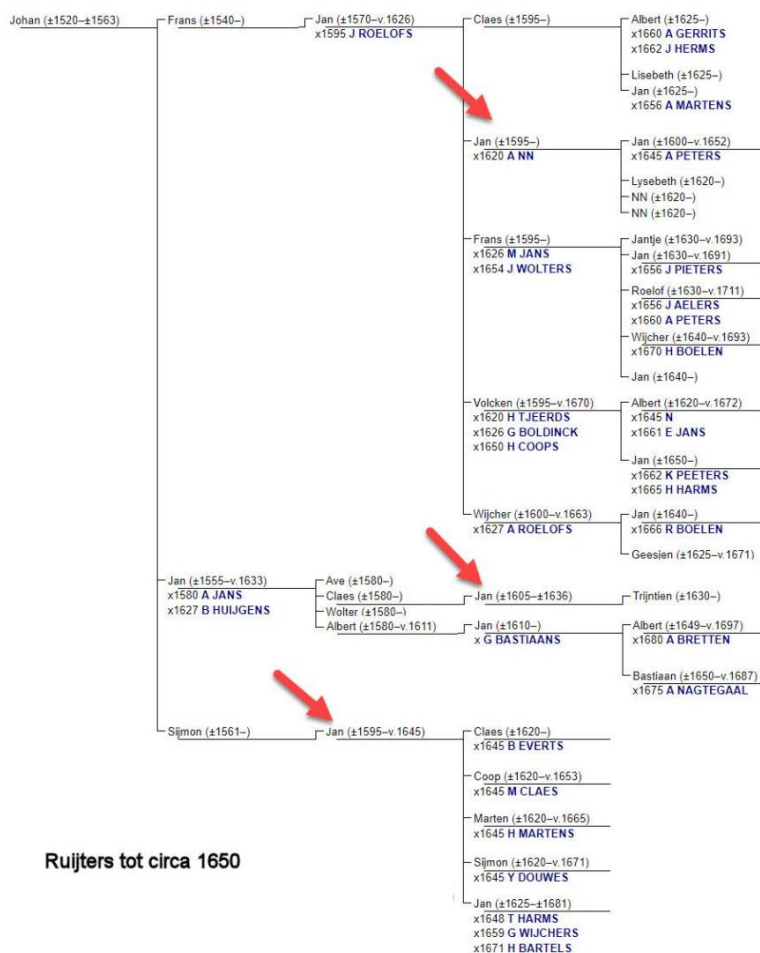 Johan (±1520–±1563)
Frans (±1540–)
Jan (±1570–v.1626)
x1595 J ROELOFS
Claes (±1595–)
Albert (±1625–)
x1660 A GERRITS
x1662 J HERMS
Lisebeth (±1625–)
Jan (±1625–)
x1656 A MARTENS
Jan (±1595–)
x1620 A NN
Jan (±1600–v.1652)
x1645 A PETERS
Lysebeth (±1620–)
NN (±1620–)
NN (±1620–)
Frans (±1595–)
x1626 M JANS
x1654 J WOLTERS
Jantje (±1630–v.1693)
Jan (±1630–v.1691)
x1656 J PIETERS
Roelof (±1630–v.1711)
x1656 J AELERS
x1660 A PETERS
Wijcher (±1640–v.1693)
x1670 H BOELEN
Jan (±1640–)
Volcken (±1595–v.1670)
x1620 H TJEERDS
x1626 G BOLDINCK
x1650 H COOPS
Albert (±1620–v.1672)
x1645 N
x1661 E JANS
Jan (±1650–)
x1662 K PEETERS
x1665 H HARMS
Wijcher (±1600–v.1663)
x1627 A ROELOFS
Jan (±1640–)
x1666 R BOELEN
Geesjen (±1625–v.1671)
Jan (±1555–v.1633)
x1580 A JANS
x1627 B HUIJGENS
Ave (±1580–)
Claes (±1580–)
Wolter (±1580–)
Albert (±1580–v.1611)
Jan (±1605–±1636)
Trijntien (±1630–)
Jan (±1610–)
x G BASTIAANS
Albert (±1649–v.1697)
x1680 A BRETTEN
Bastiaan (±1650–v.1687)
x1675 A NAGTEGAAL
Sijmon (±1561–)
Jan (±1595–v.1645)
Claes (±1620–)
x1645 B EVERTS
Coop (±1620–v.1653)
x1645 M CLAES
Marten (±1620–v.1665)
x1645 H MARTENS
Sijmon (±1620–v.1671)
x1645 Y DOUWES
Jan (±1625–±1681)
x1648 T HARMS
x1659 G WIJCHERS
x1671 H BARTELS
Ruijters tot circa 1650